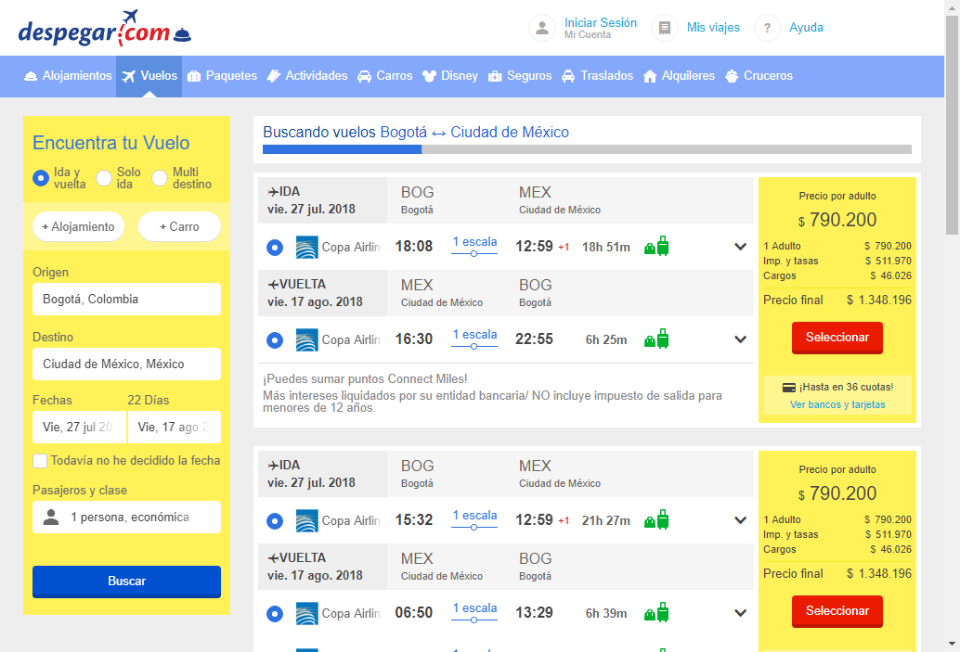 despegar.com
Iniciar Sesión
Mi Cuenta
Mis viajes
?
Ayuda
Alojamientos
Vuelos
Paquetes
Actividades
Carros
Disney
Seguros
Traslados
Alquileres
Cruceros
Encuentra tu Vuelo
Ida y vuelta
Solo ida
Multi destino
+ Alojamiento
+ Carro
Origen
Bogotá, Colombia
Destino
Ciudad de México, México
Fechas
22 Días
Vie, 27 jul 20
Vie, 17 ago 2
Todavía no he decidido la fecha
Pasajeros y clase
1 persona, económica
Buscar
Buscando vuelos Bogotá ↔ Ciudad de México
IDA
vie. 27 jul. 2018
BOG
Bogotá
MEX
Ciudad de México
Copa Airlin
18:08
1 escala
12:59 +1
18h 51m
VUELTA
vie. 17 ago. 2018
MEX
Ciudad de México
BOG
Bogotá
Copa Airlin
16:30
1 escala
22:55
6h 25m
¡Puedes sumar puntos Connect Miles!
Más intereses liquidados por su entidad bancaria/ NO incluye impuesto de salida para
menores de 12 años.
Precio por adulto
$ 790.200
1 Adulto $ 790.200
Imp. y tasas $ 511.970
Cargos $ 46.026
Precio final $ 1.348.196
Seleccionar
¡Hasta en 36 cuotas!
Ver bancos y tarjetas
IDA
vie. 27 jul. 2018
BOG
Bogotá
MEX
Ciudad de México
Copa Airlin
15:32
1 escala
12:59 +1
21h 27m
VUELTA
vie. 17 ago. 2018
MEX
Ciudad de México
BOG
Bogotá
Copa Airlin
06:50
1 escala
13:29
6h 39m
Precio por adulto
$ 790.200
1 Adulto $ 790.200
Imp. y tasas $ 511.970
Cargos $ 46.026
Precio final $ 1.348.196
Seleccionar